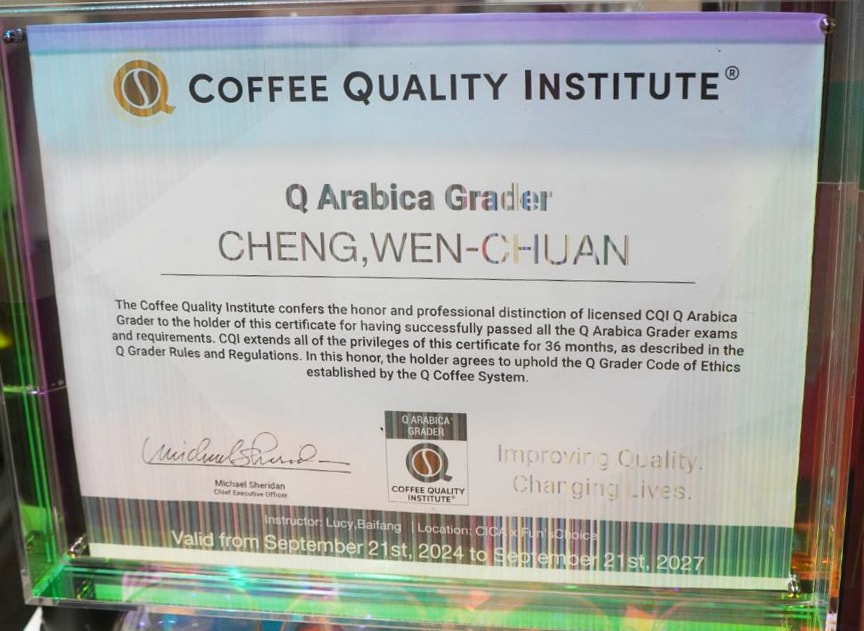 COFFEE QUALITY INSTITUTE®
Q Arabica Grader
CHENG,WEN-CHUAN
The Coffee Quality Institute confers the honor and professional distinction of licensed CQI Q Arabica
Grader to the holder of this certificate for having successfully passed all the Q Arabica Grader exams
and requirements. CQI extends all of the privileges of this certificate for 36 months, as described in the
Q Grader Rules and Regulations. In this honor, the holder agrees to uphold the Q Grader Code of Ethics
established by the Q Coffee System.
Michael Sheridan
Michael Sheridan
Chief Executive Officer
Q ARABICA
GRADER
COFFEE QUALITY
INSTITUTE®
Improving Quality.
Changing Lives.
Instructor: Lucy,Baifang | Location: CICA x Fun'sChoice
Valid from September 21st, 2024 to September 21st, 2027